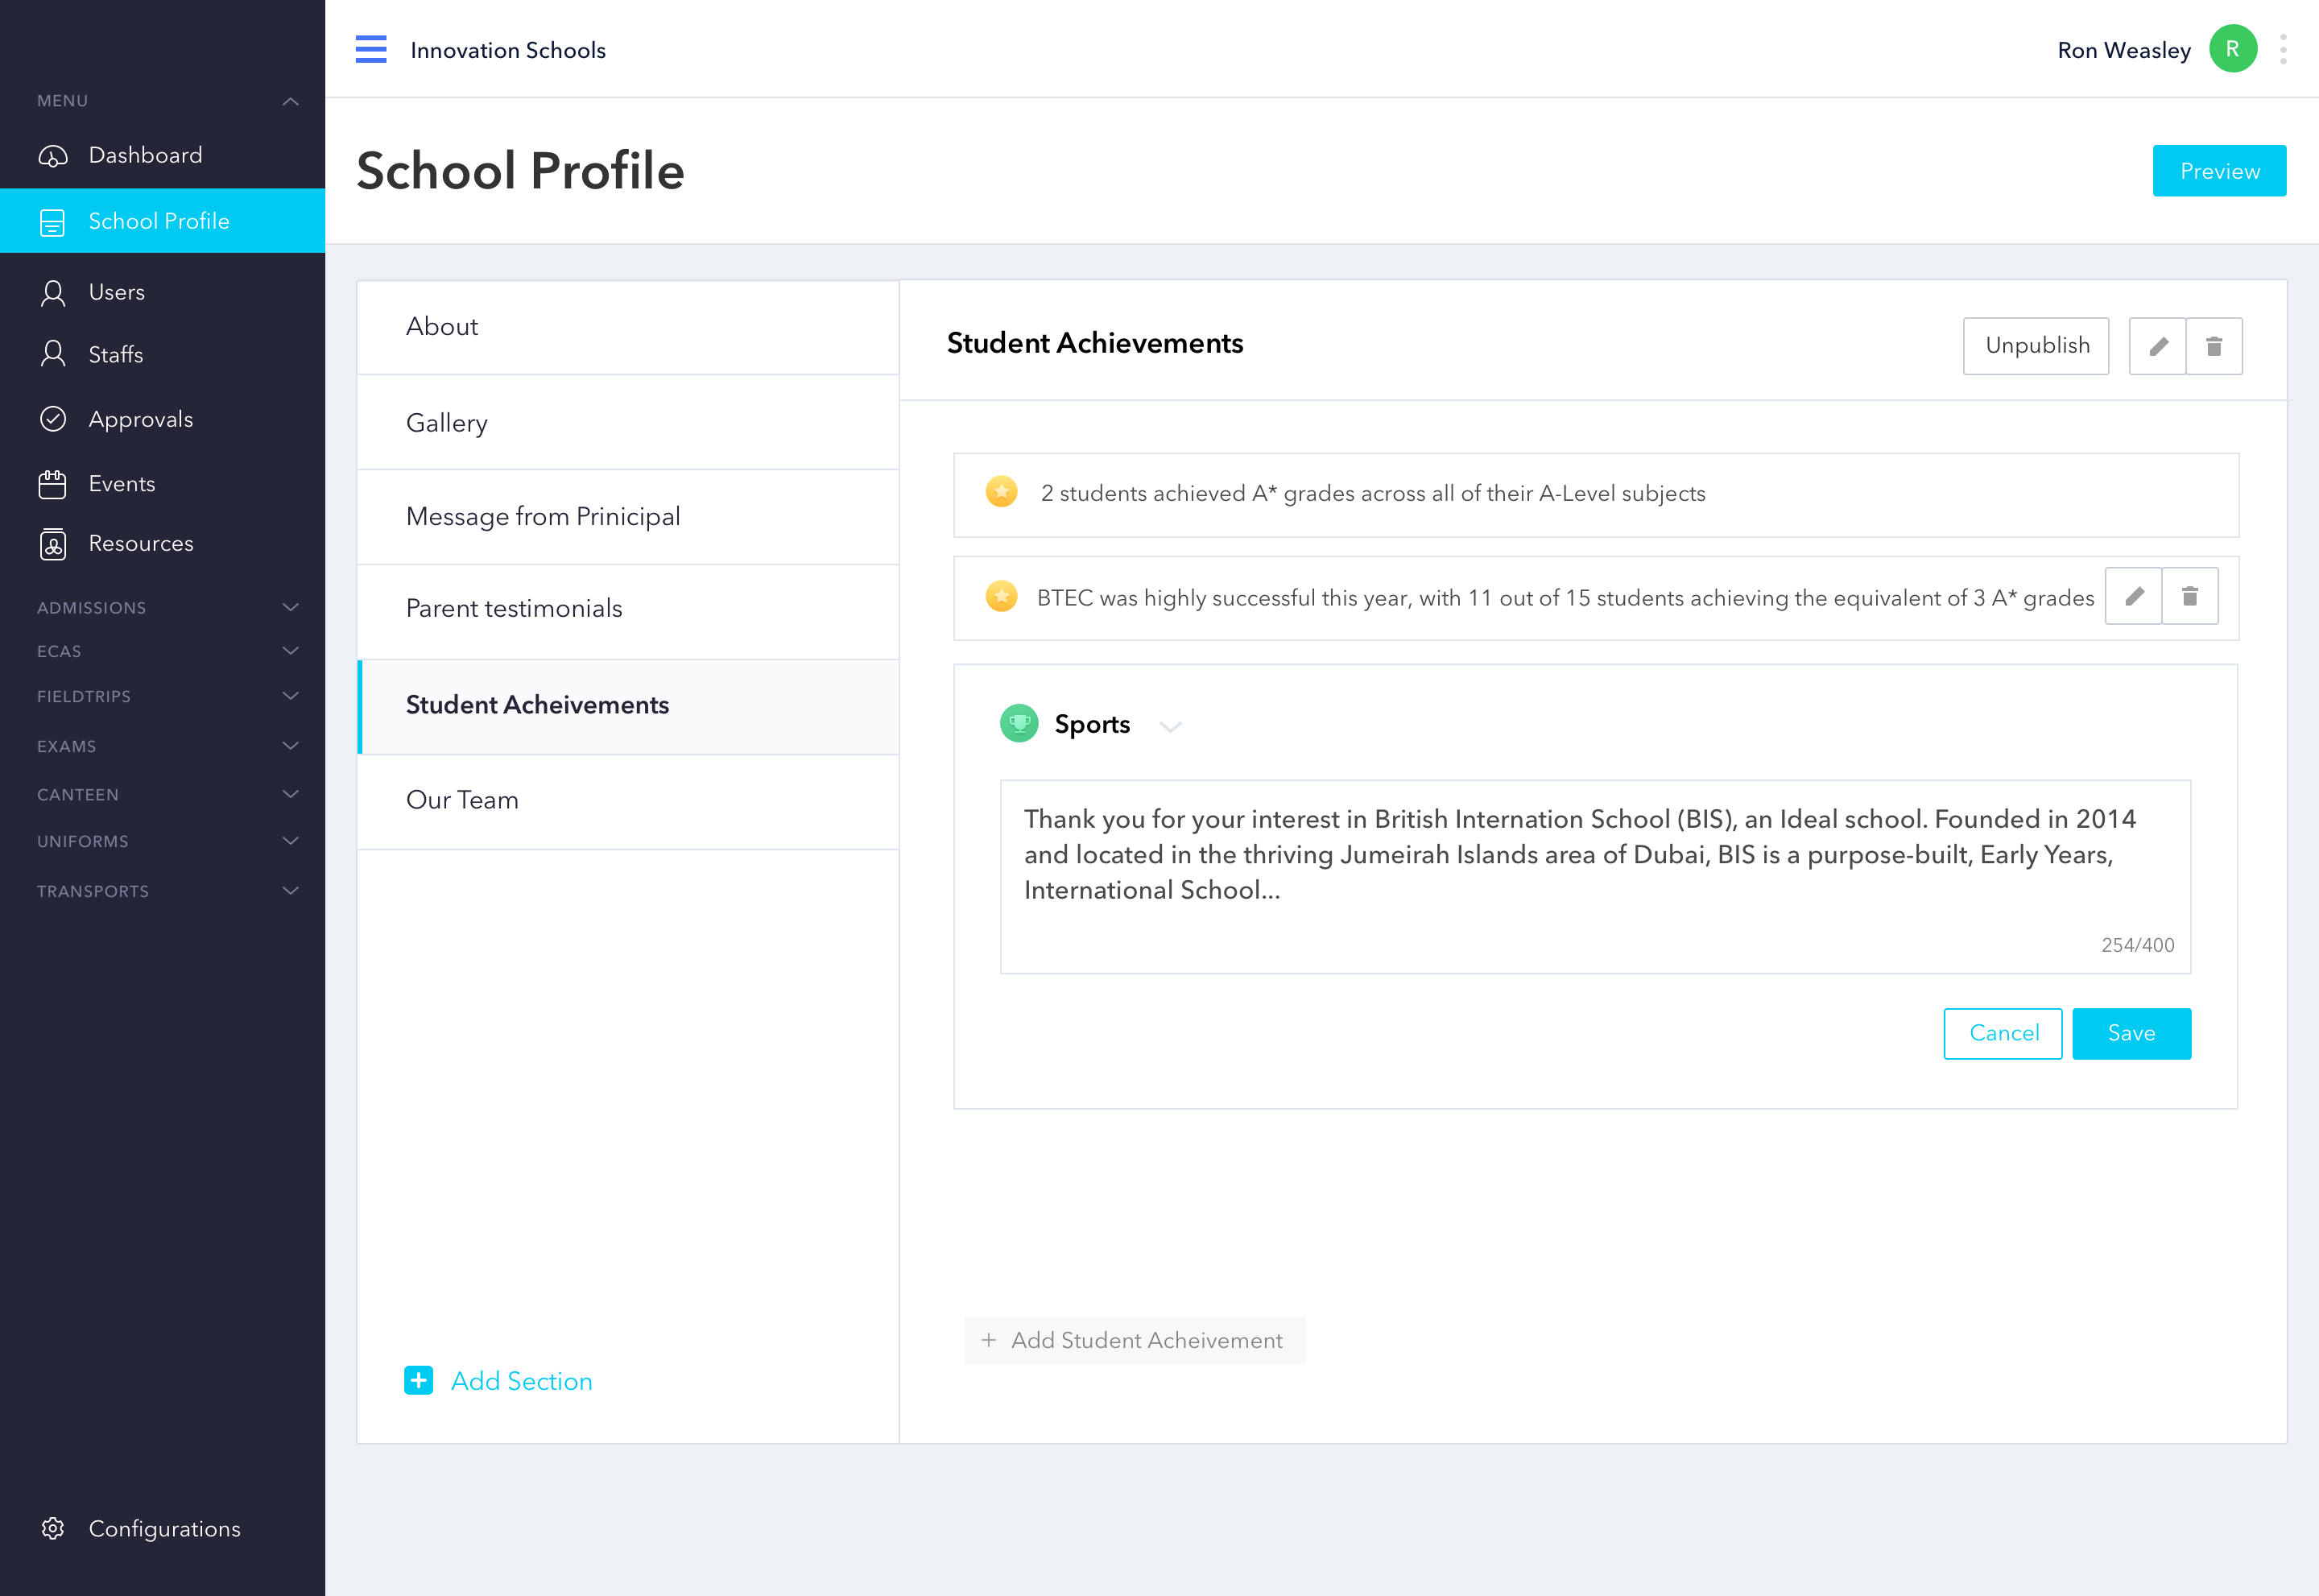 Innovation Schools
Ron Weasley
R
MENU
Dashboard
School Profile
Users
Staffs
Approvals
Events
Resources
ADMISSIONS
ECAS
FIELDTRIPS
EXAMS
CANTEEN
UNIFORMS
TRANSPORTS
Configurations
School Profile
Preview
About
Gallery
Message from Prinicipal
Parent testimonials
Student Acheivements
Our Team
Add Section
Student Achievements
Unpublish
2 students achieved A* grades across all of their A-Level subjects
BTEC was highly successful this year, with 11 out of 15 students achieving the equivalent of 3 A* grades
Sports
Thank you for your interest in British Internation School (BIS), an Ideal school. Founded in 2014
and located in the thriving Jumeirah Islands area of Dubai, BIS is a purpose-built, Early Years,
International School...
254/400
Cancel
Save
+ Add Student Acheivement